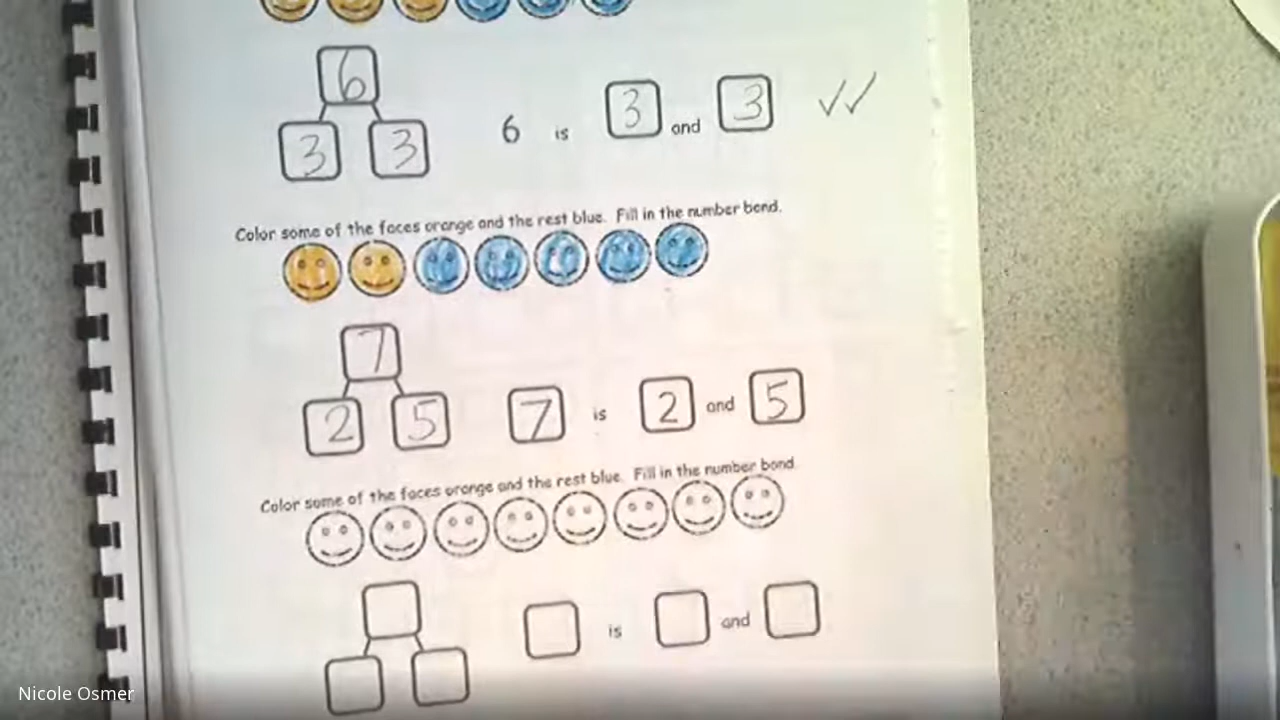 6
3 3 6 is 3 and 3
Color some of the faces orange and the rest blue. Fill in the number bond.
7
2 5 7 is 2 and 5
Color some of the faces orange and the rest blue. Fill in the number bond.
is and
Nicole Osmer